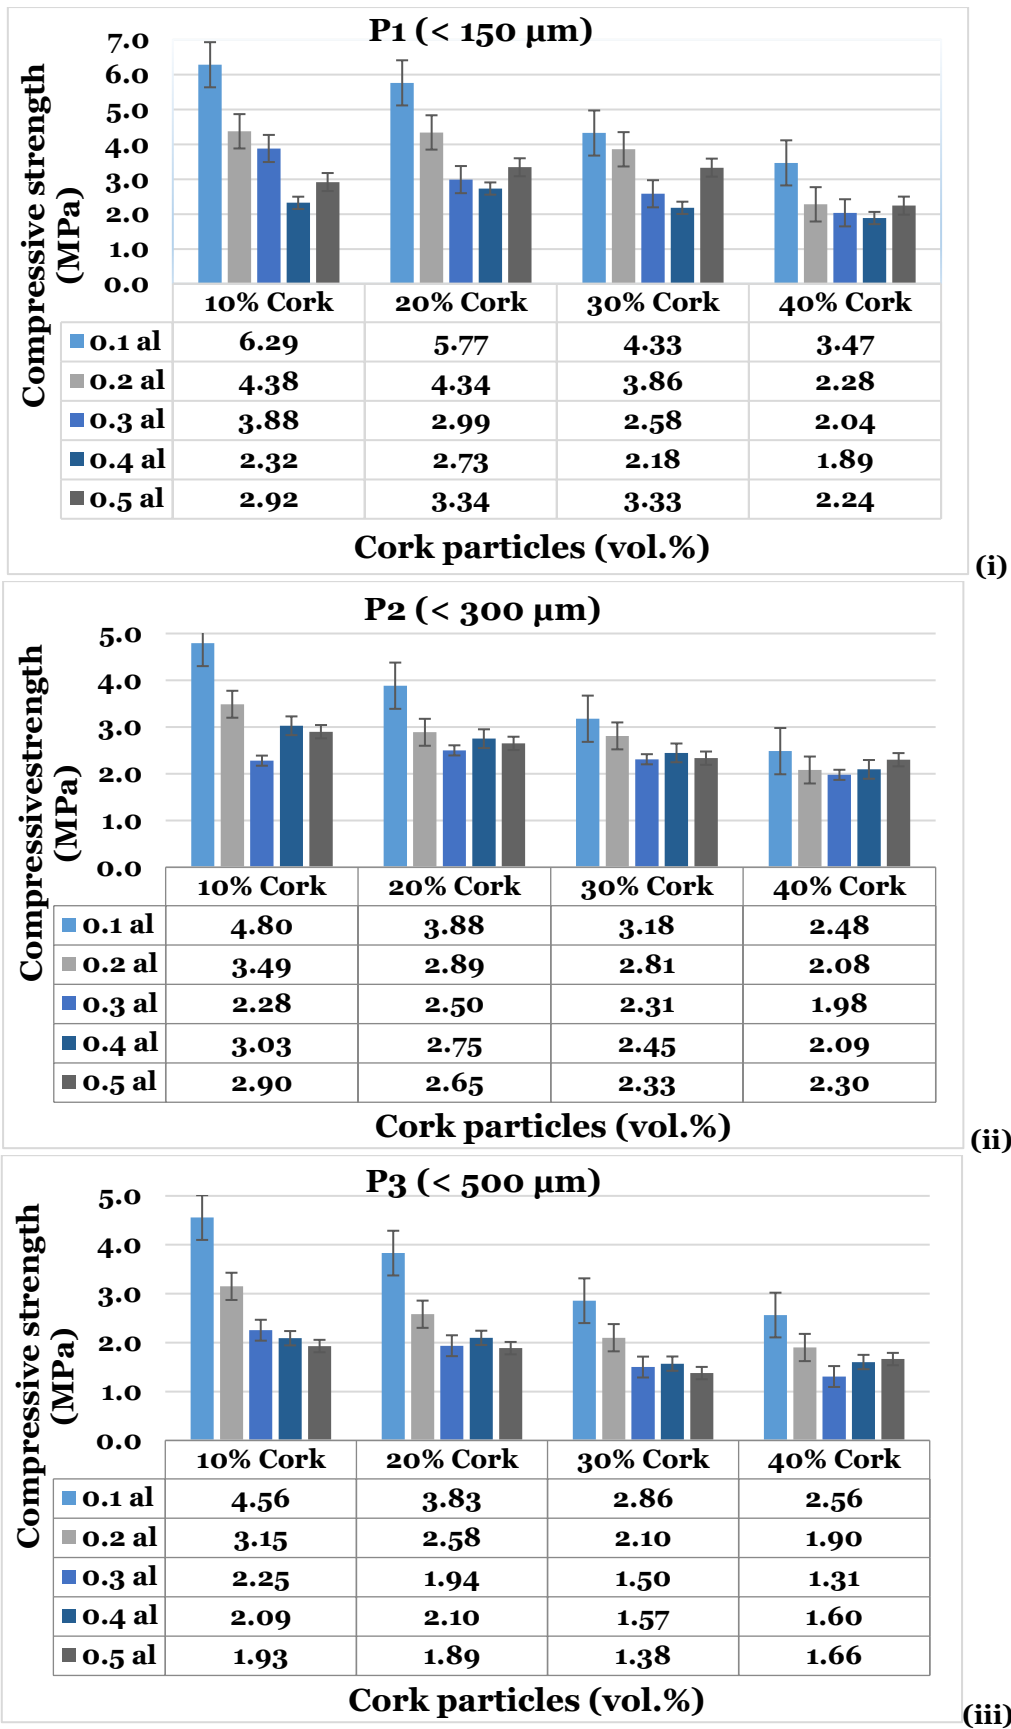 P1 (< 150 µm)
Compressive strength
(MPa)
7.0
6.0
5.0
4.0
3.0
2.0
1.0
0.0
10% Cork 20% Cork 30% Cork 40% Cork
0.1 al 6.29 5.77 4.33 3.47
0.2 al 4.38 4.34 3.86 2.28
0.3 al 3.88 2.99 2.58 2.04
0.4 al 2.32 2.73 2.18 1.89
0.5 al 2.92 3.34 3.33 2.24
Cork particles (vol.%)
(i)
P2 (< 300 µm)
Compressivestrength
(MPa)
5.0
4.0
3.0
2.0
1.0
0.0
10% Cork 20% Cork 30% Cork 40% Cork
0.1 al 4.80 3.88 3.18 2.48
0.2 al 3.49 2.89 2.81 2.08
0.3 al 2.28 2.50 2.31 1.98
0.4 al 3.03 2.75 2.45 2.09
0.5 al 2.90 2.65 2.33 2.30
Cork particles (vol.%)
(ii)
P3 (< 500 µm)
Compressive strength
(MPa)
5.0
4.0
3.0
2.0
1.0
0.0
10% Cork 20% Cork 30% Cork 40% Cork
0.1 al 4.56 3.83 2.86 2.56
0.2 al 3.15 2.58 2.10 1.90
0.3 al 2.25 1.94 1.50 1.31
0.4 al 2.09 2.10 1.57 1.60
0.5 al 1.93 1.89 1.38 1.66
Cork particles (vol.%)
(iii)